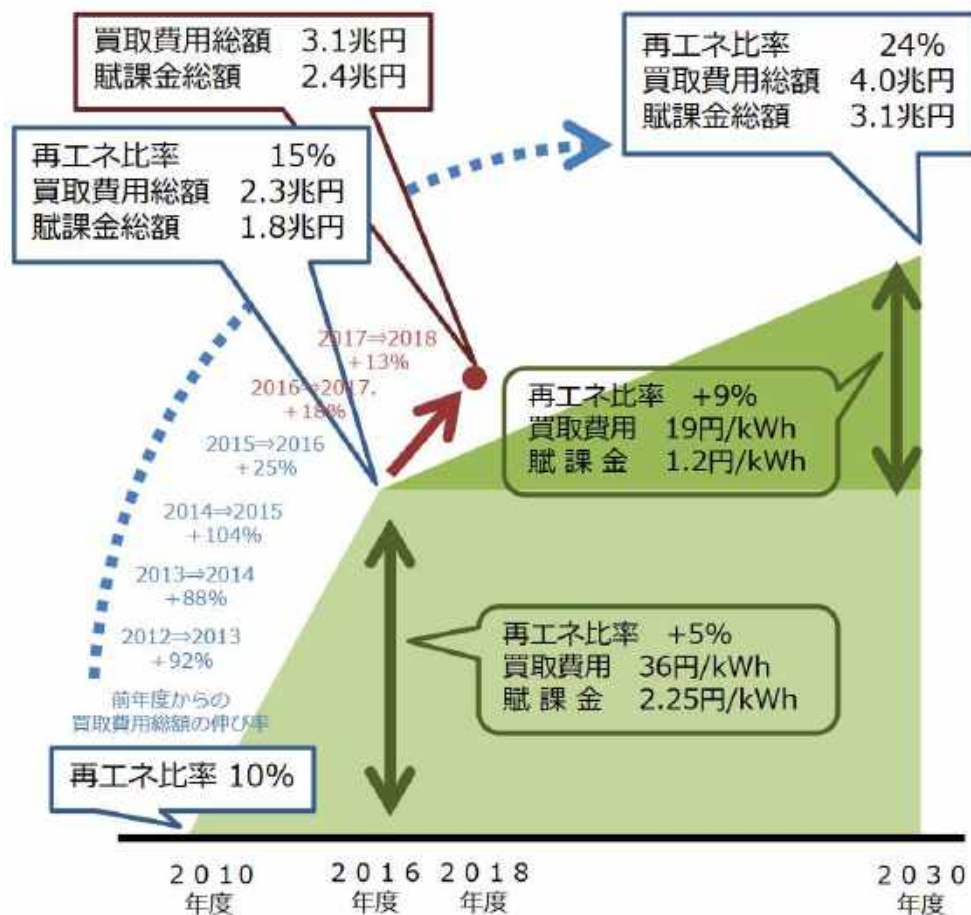 買取費用総額 3.1兆円
賦課金総額 2.4兆円
再エネ比率 24%
買取費用総額 4.0兆円
賦課金総額 3.1兆円
再エネ比率 15%
買取費用総額 2.3兆円
賦課金総額 1.8兆円
2017⇒2018
+13%
2016⇒2017.
+18%
2015⇒2016
+25%
2014⇒2015
+104%
2013⇒2014
+88%
2012⇒2013
+92%
前年度からの
買取費用総額の伸び率
再エネ比率 +9%
買取費用 19円/kWh
賦課金 1.2円/kWh
再エネ比率 +5%
買取費用 36円/kWh
賦課金 2.25円/kWh
再エネ比率 10%
2010
年度
2016
年度
2018
年度
2030
年度